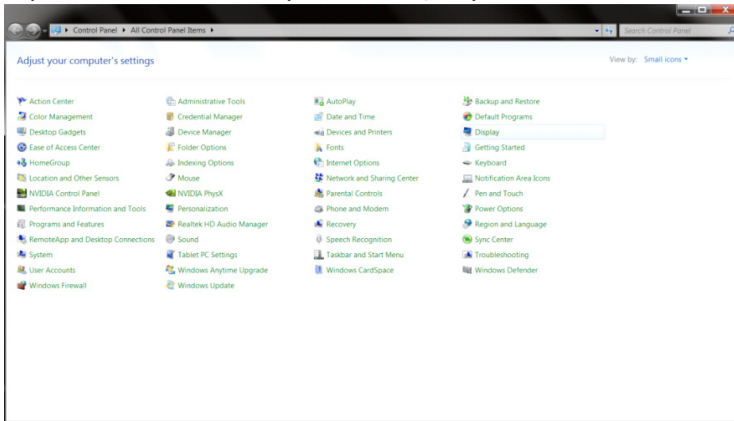 Control Panel ▸ All Control Panel Items ▸
Search Control Panel
Adjust your computer's settings
View by: Small icons
Action Center
Administrative Tools
AutoPlay
Backup and Restore
Color Management
Credential Manager
Date and Time
Default Programs
Desktop Gadgets
Device Manager
Devices and Printers
Display
Ease of Access Center
Folder Options
Fonts
Getting Started
HomeGroup
Indexing Options
Internet Options
Keyboard
Location and Other Sensors
Mouse
Network and Sharing Center
Notification Area Icons
NVIDIA Control Panel
NVIDIA PhysX
Parental Controls
Pen and Touch
Performance Information and Tools
Personalization
Phone and Modem
Power Options
Programs and Features
Realtek HD Audio Manager
Recovery
Region and Language
RemoteApp and Desktop Connections
Sound
Speech Recognition
Sync Center
System
Tablet PC Settings
Taskbar and Start Menu
Troubleshooting
User Accounts
Windows Anytime Upgrade
Windows CardSpace
Windows Defender
Windows Firewall
Windows Update